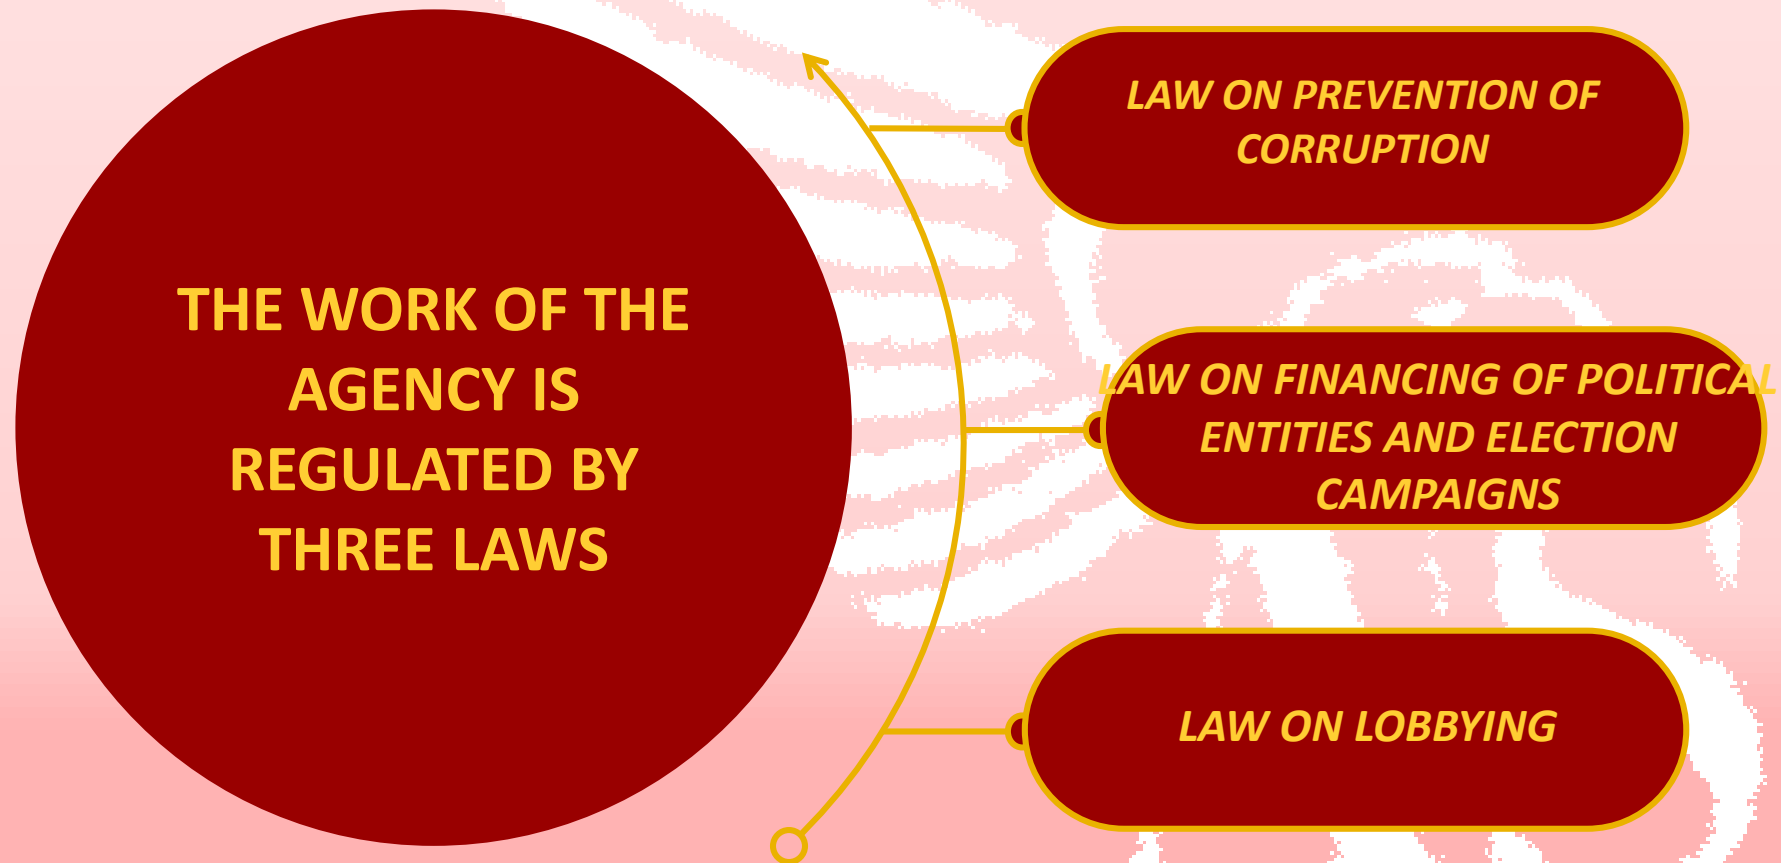 THE WORK OF THE
AGENCY IS
REGULATED BY
THREE LAWS
LAW ON PREVENTION OF
CORRUPTION
LAW ON FINANCING OF POLITICAL
ENTITIES AND ELECTION
CAMPAIGNS
LAW ON LOBBYING